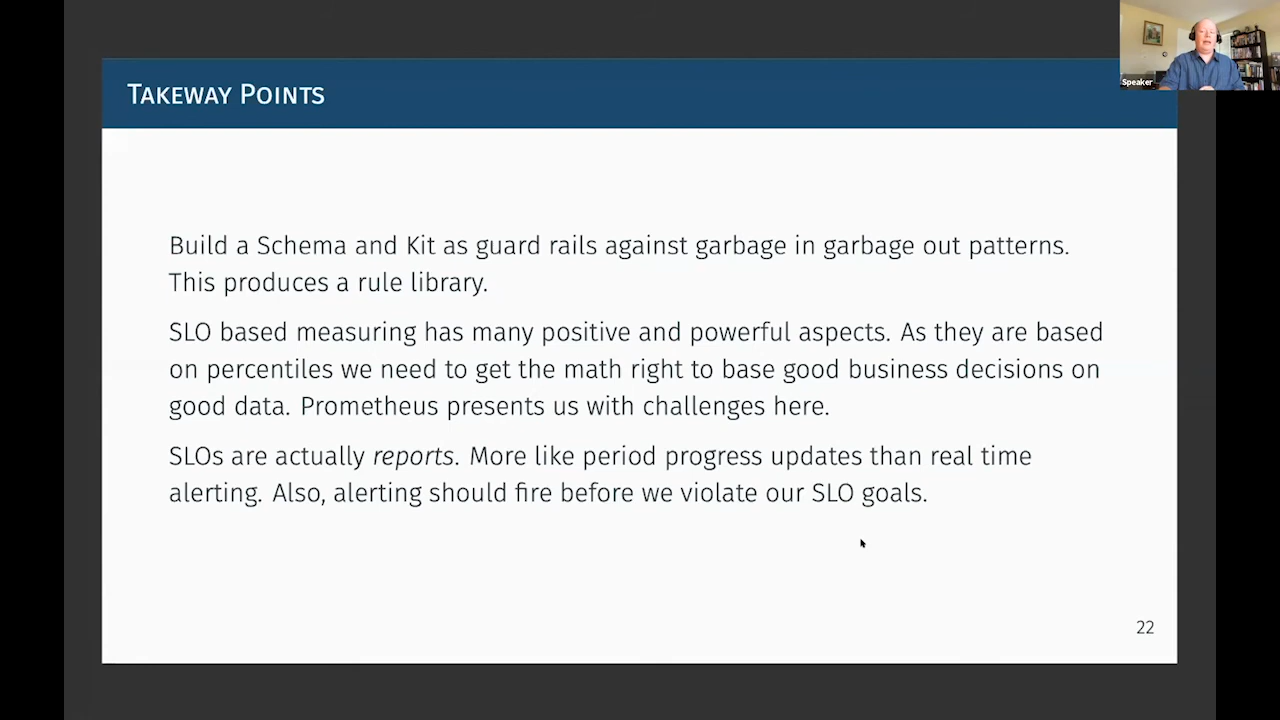 Takeway Points
Speaker
Build a Schema and Kit as guard rails against garbage in garbage out patterns.
This produces a rule library.
SLO based measuring has many positive and powerful aspects. As they are based
on percentiles we need to get the math right to base good business decisions on
good data. Prometheus presents us with challenges here.
SLOs are actually reports. More like period progress updates than real time
alerting. Also, alerting should fire before we violate our SLO goals.
22